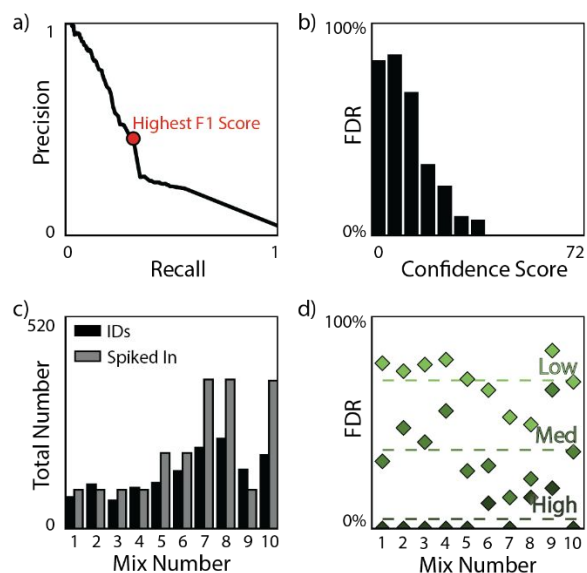 a)
1
Precision
Highest F1 Score
0
0
1
Recall
b)
100%
FDR
0%
0
72
Confidence Score
c)
520
IDs
Spiked In
Total Number
0
1 2 3 4 5 6 7 8 9 10
Mix Number
d)
100%
Low
FDR
Med
High
0%
1 2 3 4 5 6 7 8 9 10
Mix Number